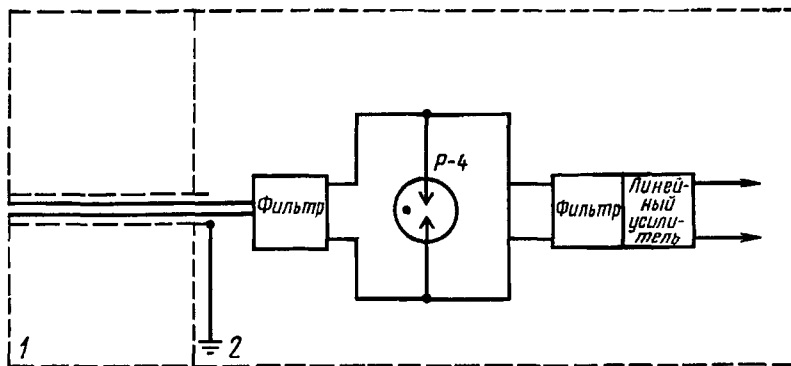 P-4
Фильтр
Фильтр
Линей-
ный
усили-
тель
1
2